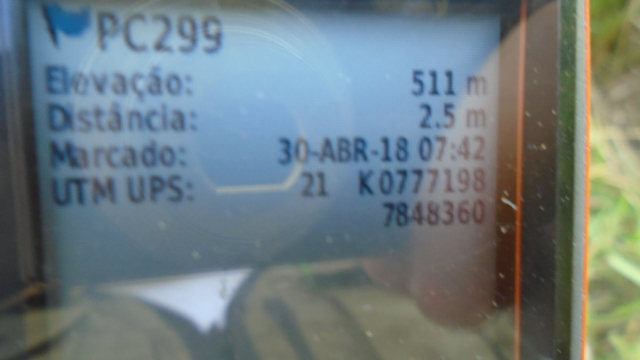 PC299
Elevação: 511 m
Distância: 2.5 m
Marcado: 30-ABR-18 07:42
UTM UPS: 21 K 0777198
7848360